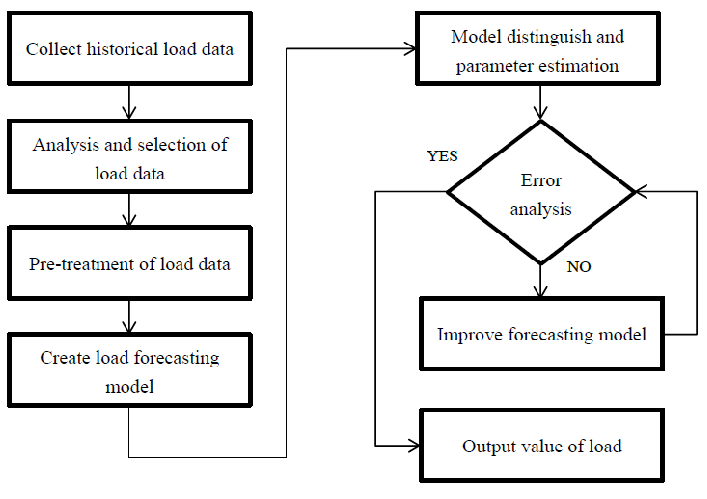 Collect historical load data
Analysis and selection of
load data
Pre-treatment of load data
Create load forecasting
model
Model distinguish and
parameter estimation
YES
Error
analysis
NO
Improve forecasting model
Output value of load